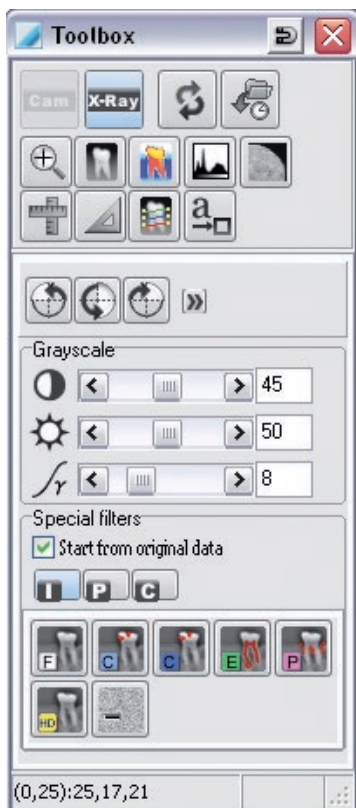 Toolbox
Cam X-Ray
a
»
Grayscale
45
50
γ 8
Special filters
Start from original data
I P C
F C C E P
HD
(0,25):25,17,21